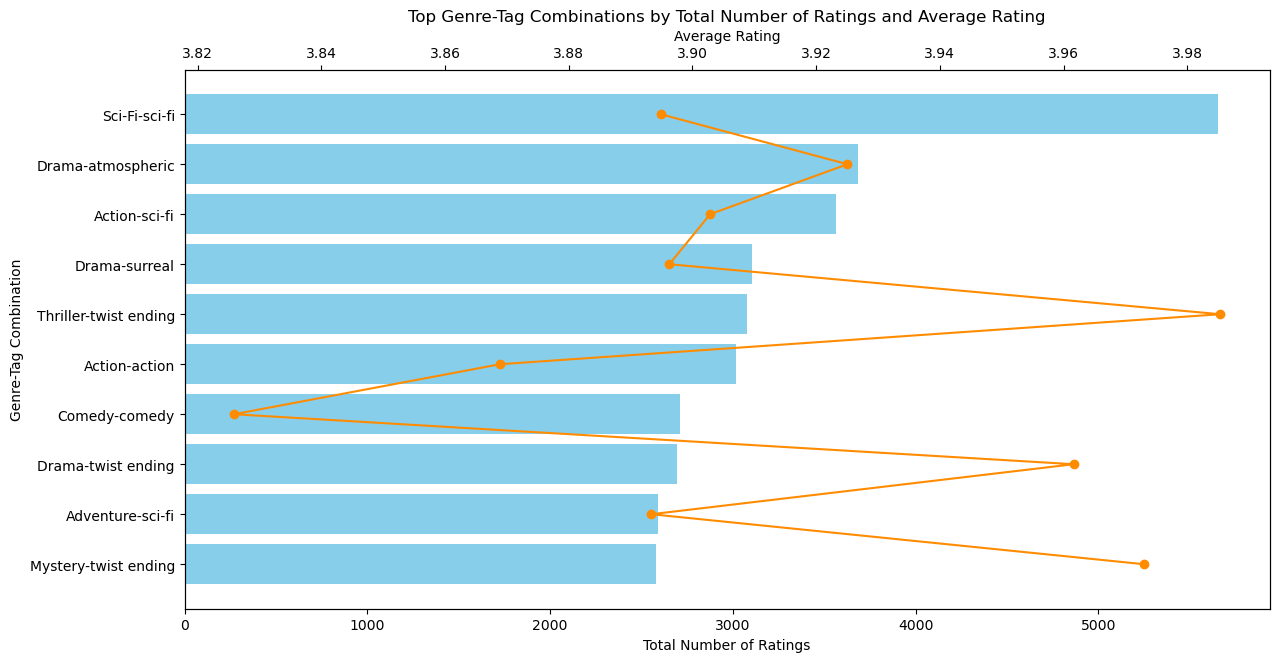 Top Genre-Tag Combinations by Total Number of Ratings and Average Rating
Average Rating
3.82 3.84 3.86 3.88 3.90 3.92 3.94 3.96 3.98
Genre-Tag Combination
Sci-Fi-sci-fi
Drama-atmospheric
Action-sci-fi
Drama-surreal
Thriller-twist ending
Action-action
Comedy-comedy
Drama-twist ending
Adventure-sci-fi
Mystery-twist ending
0 1000 2000 3000 4000 5000
Total Number of Ratings